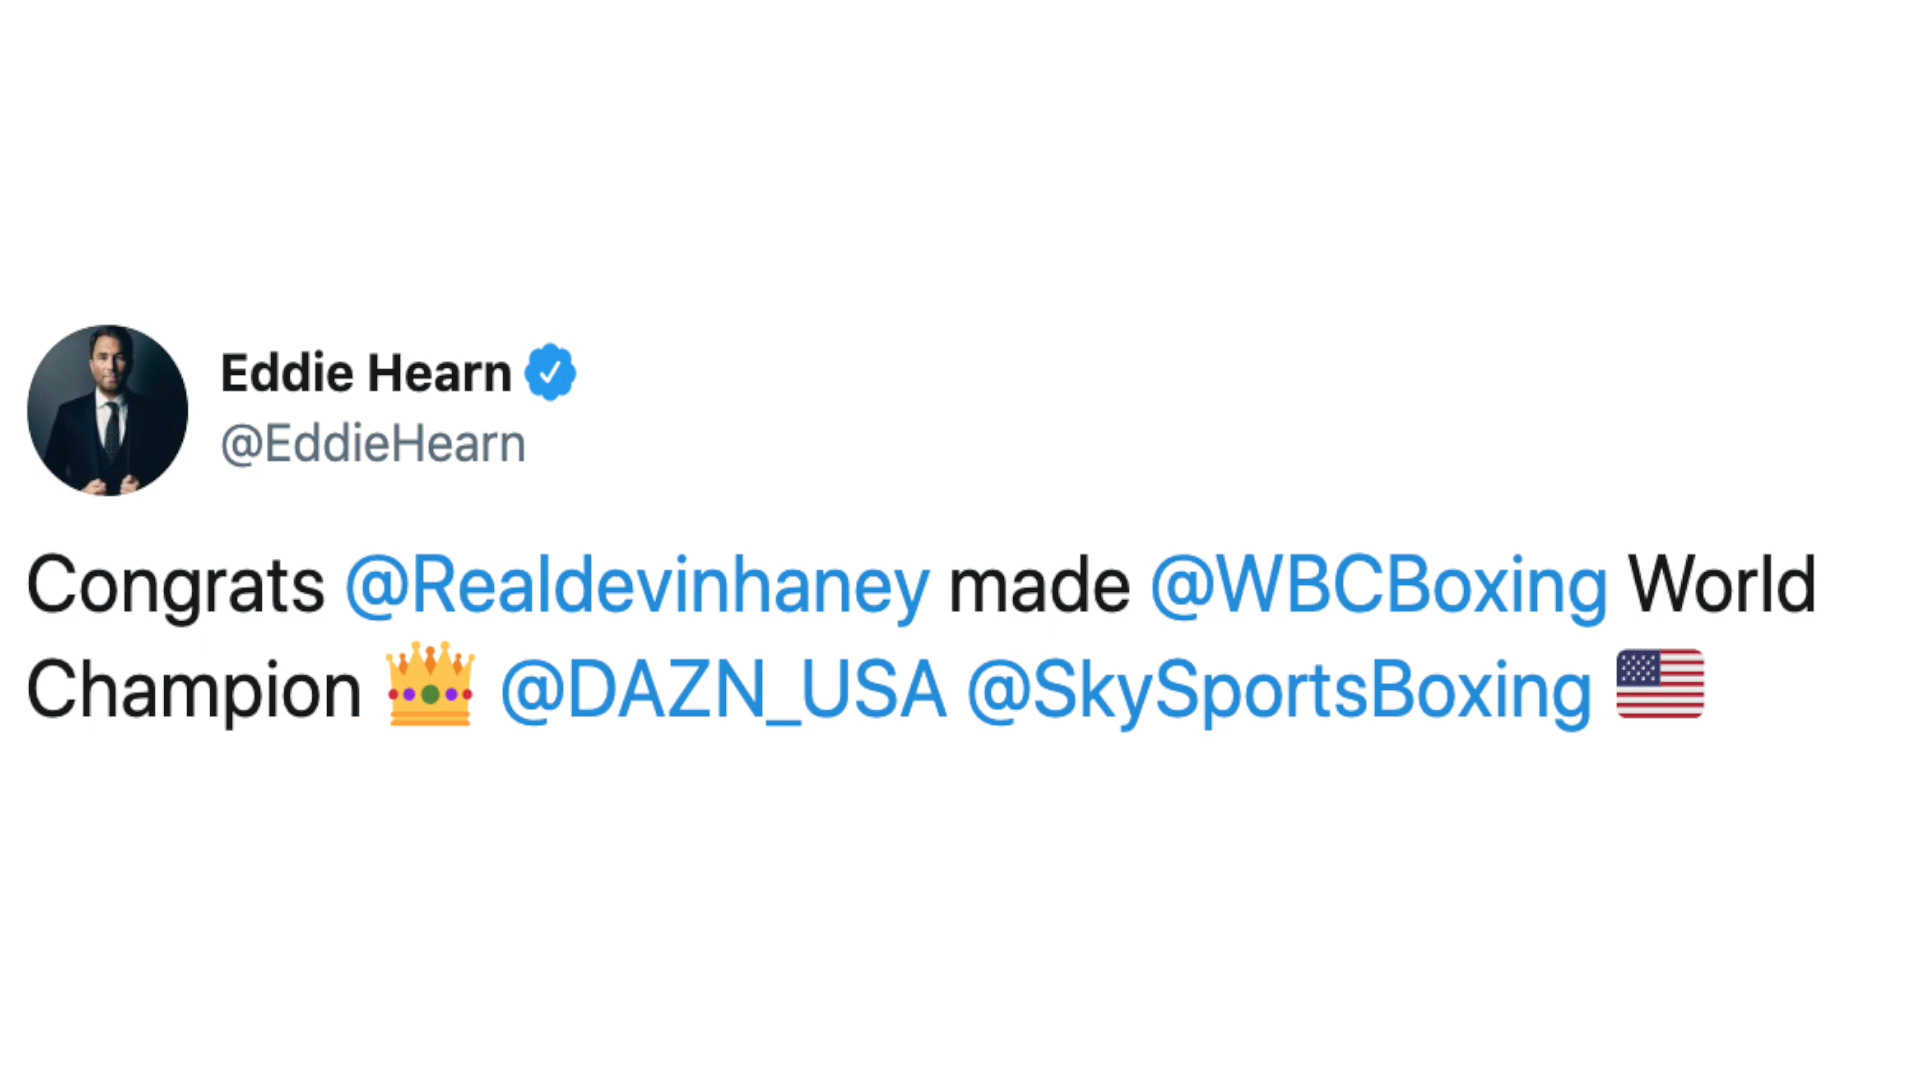 Eddie Hearn
@EddieHearn
Congrats @Realdevinhaney made @WBCBoxing World
Champion 👑 @DAZN_USA @SkySportsBoxing 🇺🇸